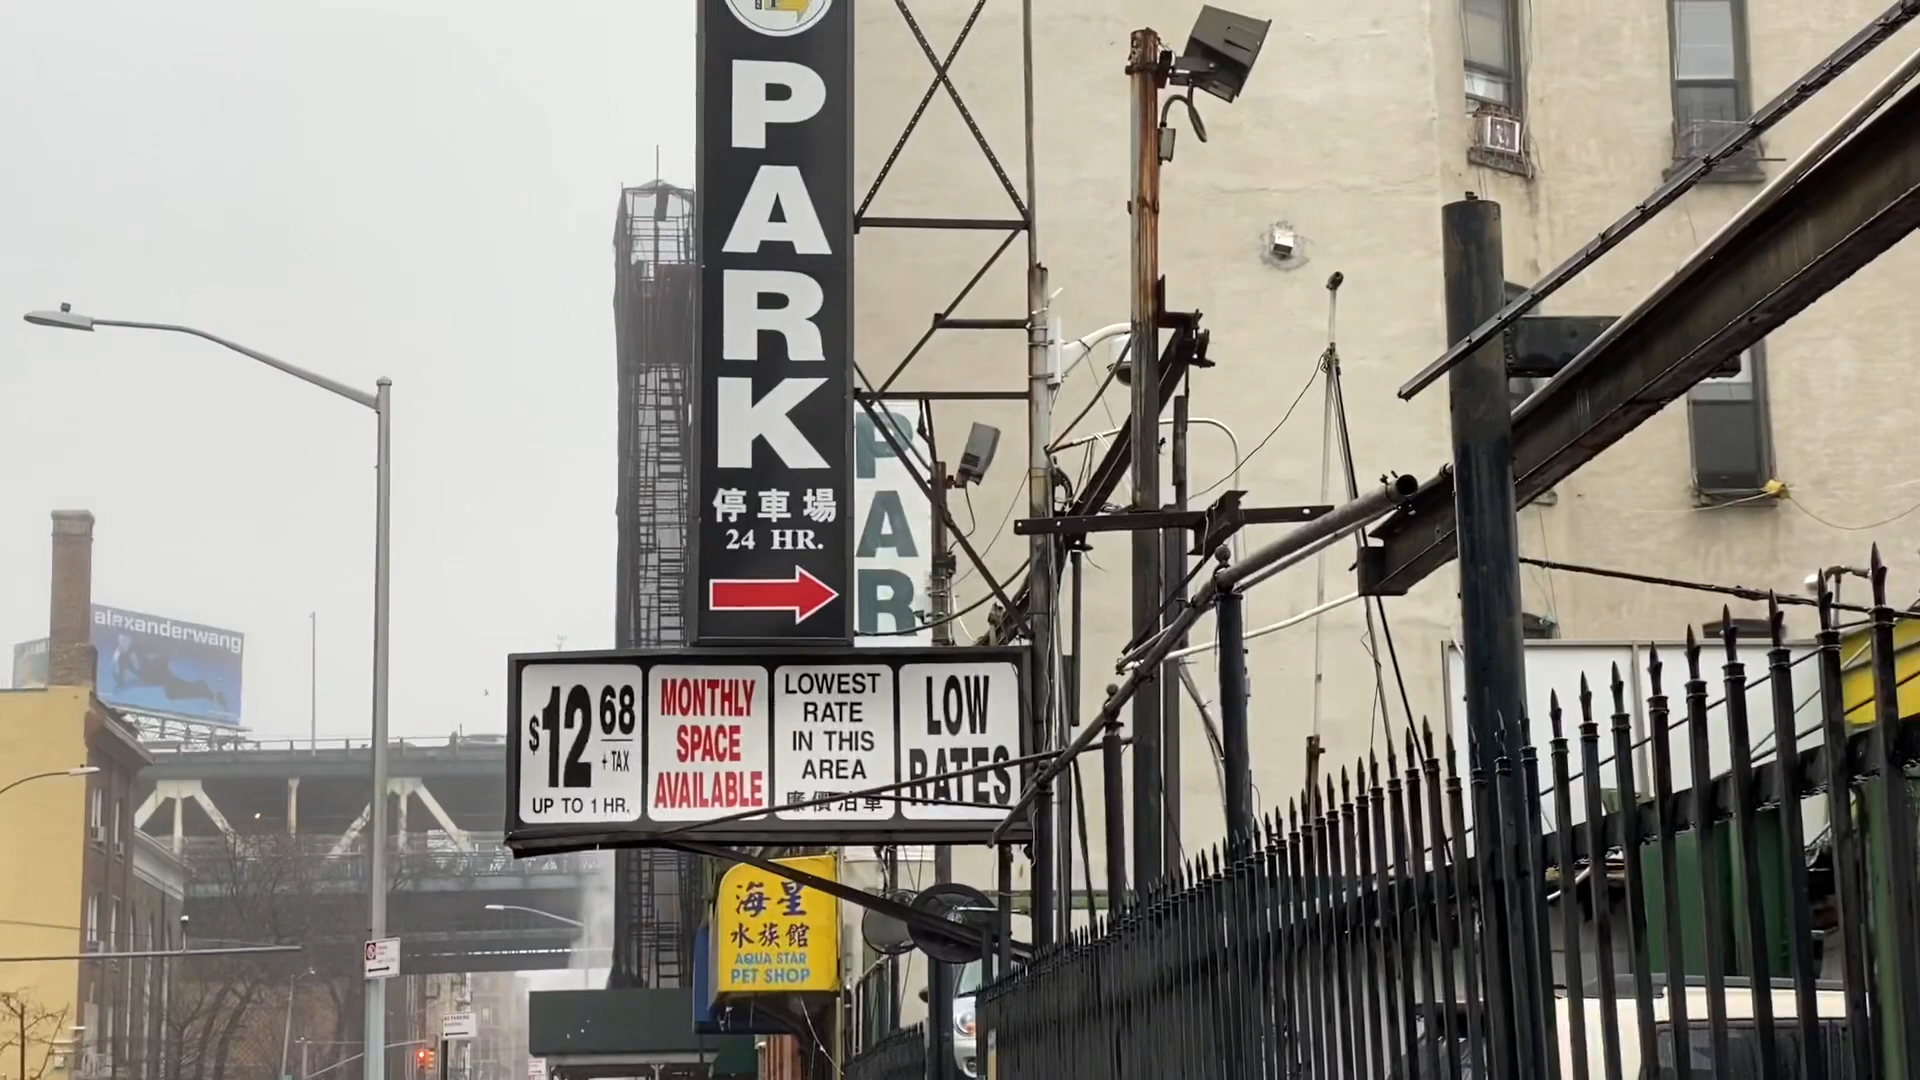 PARK
停車場
24 HR.
PAR
$12 68
+ TAX
UP TO 1 HR.
MONTHLY
SPACE
AVAILABLE
LOWEST
RATE
IN THIS
AREA
廉價泊車
LOW
RATES
alexanderwang
海星
水族館
AQUA STAR
PET SHOP